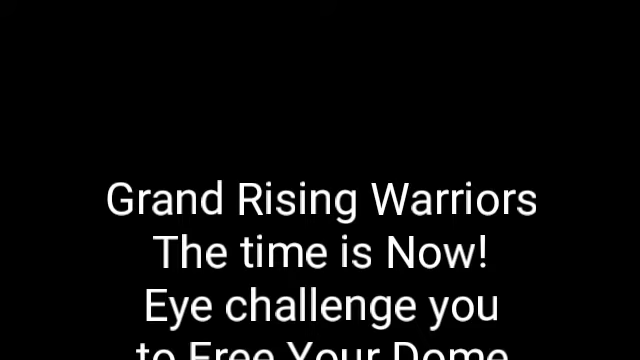 Grand Rising Warriors
The time is Now!
Eye challenge you
to Free Your Dome